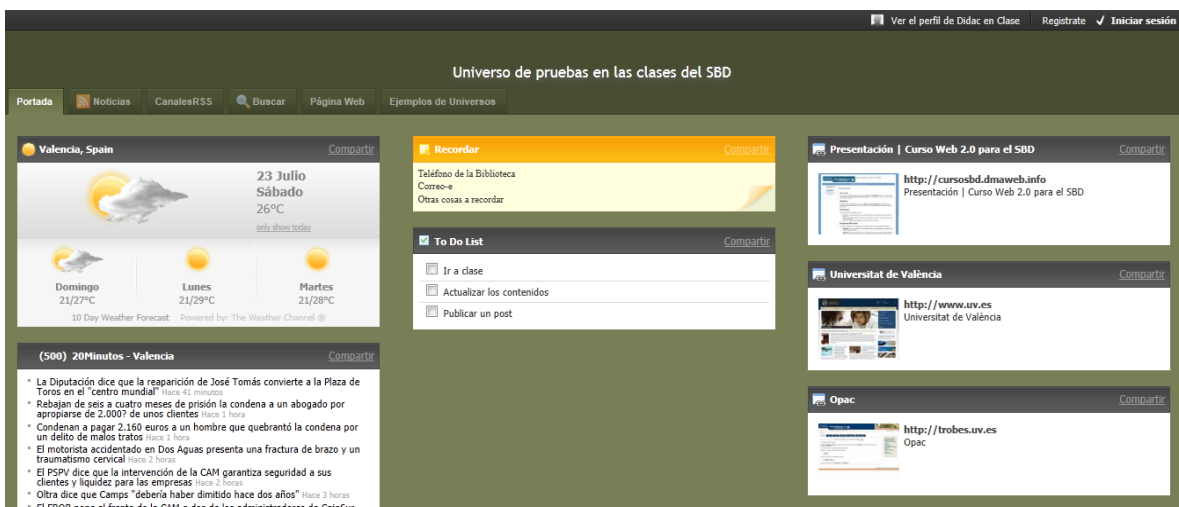 Ver el perfil de Didac en Clase Registrate Iniciar sesión
Universo de pruebas en las clases del SBD
Portada Noticias CanalesRSS Buscar Página Web Ejemplos de Universos
Valencia, Spain Compartir
23 Julio
Sábado
26ºC
only show today
Domingo Lunes Martes
21/27ºC 21/29ºC 21/28ºC
10 Day Weather Forecast Powered by: The Weather Channel ®
(500) 20Minutos - Valencia Compartir
La Diputación dice que la reaparición de José Tomás convierte a la Plaza de
Toros en el "centro mundial" Hace 41 minutos
Rebajan de seis a cuatro meses de prisión la condena a un abogado por
apropiarse de 2.000? de unos clientes Hace 1 hora
Condenan a pagar 2.160 euros a un hombre que quebrantó la condena por
un delito de malos tratos Hace 1 hora
El motorista accidentado en Dos Aguas presenta una fractura de brazo y un
traumatismo cervical Hace 2 horas
El PSPV dice que la intervención de la CAM garantiza seguridad a sus
clientes y liquidez para las empresas Hace 2 horas
Oltra dice que Camps "debería haber dimitido hace dos años" Hace 3 horas
Recordar Compartir
Teléfono de la Biblioteca
Correo-e
Otras cosas a recordar
To Do List Compartir
Ir a clase
Actualizar los contenidos
Publicar un post
Presentación | Curso Web 2.0 para el SBD Compartir
http://cursosbd.dmaweb.info
Presentación | Curso Web 2.0 para el SBD
Universitat de València Compartir
http://www.uv.es
Universitat de València
Opac Compartir
http://trobes.uv.es
Opac